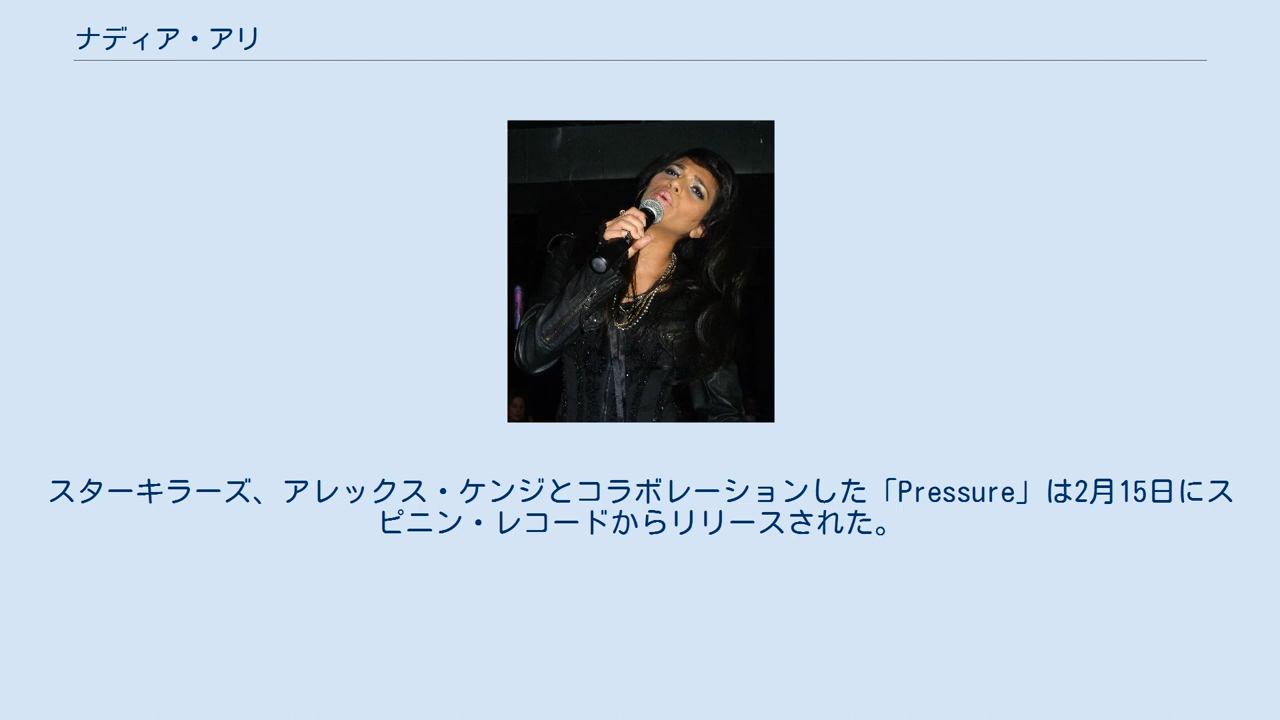 ナディア・アリ
スターキラーズ、アレックス・ケンジとコラボレーションした「Pressure」は2月15日にス
ピニン・レコードからリリースされた。